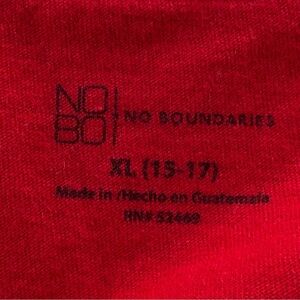 NO
BO
NO BOUNDARIES
XL (15-17)
Made in /Hecho en Guatemala
RN# 52469